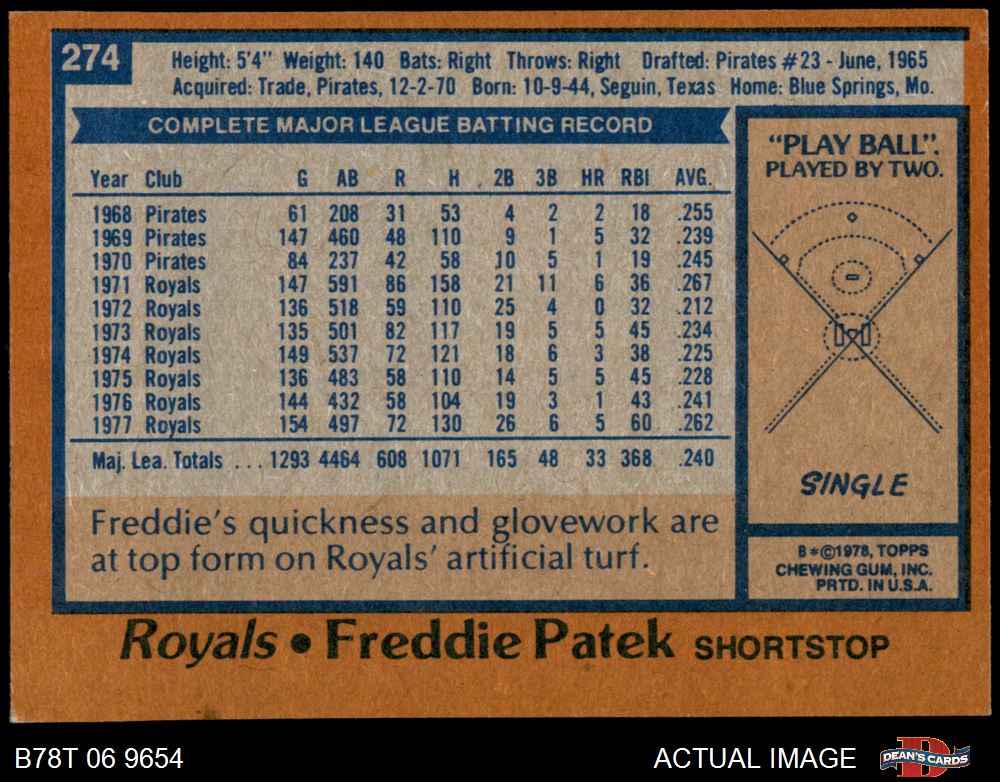 274
Height: 5'4" Weight: 140 Bats: Right Throws: Right Drafted: Pirates #23 - June, 1965
Acquired: Trade, Pirates, 12-2-70 Born: 10-9-44, Seguin, Texas Home: Blue Springs, Mo.
COMPLETE MAJOR LEAGUE BATTING RECORD
Year Club G AB R H 2B 3B HR RBI AVG.
1968 Pirates 61 208 31 53 4 2 2 18 .255
1969 Pirates 147 460 48 110 9 1 5 32 .239
1970 Pirates 84 237 42 58 10 5 1 19 .245
1971 Royals 147 591 86 158 21 11 6 36 .267
1972 Royals 136 518 59 110 25 4 0 32 .212
1973 Royals 135 501 82 117 19 5 5 45 .234
1974 Royals 149 537 72 121 18 6 3 38 .225
1975 Royals 136 483 58 110 14 5 5 45 .228
1976 Royals 144 432 58 104 19 3 1 43 .241
1977 Royals 154 497 72 130 26 6 5 60 .262
Maj. Lea. Totals ... 1293 4464 608 1071 165 48 33 368 .240
Freddie's quickness and glovework are
at top form on Royals' artificial turf.
"PLAY BALL".
PLAYED BY TWO.
SINGLE
B*©1978, TOPPS
CHEWING GUM, INC.
PRTD. IN U.S.A.
Royals • Freddie Patek SHORTSTOP
B78T 06 9654
ACTUAL IMAGE
DEAN'S CARDS